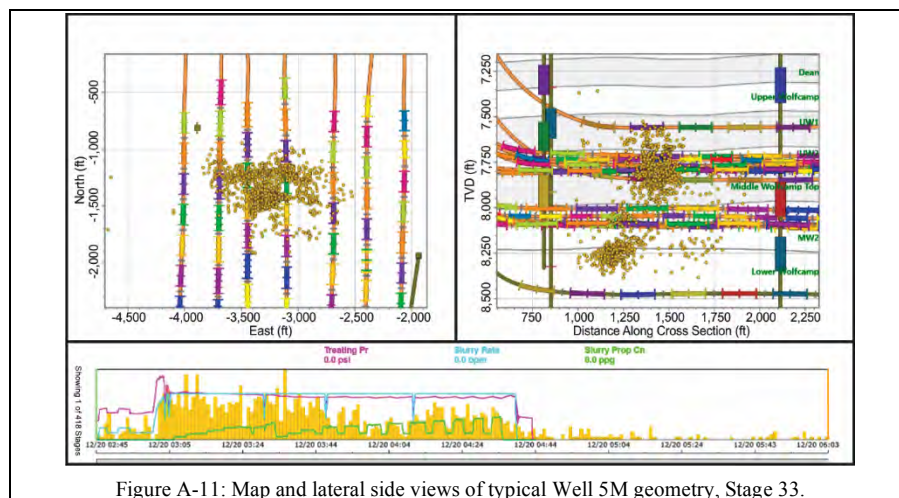 -500
-1,000
-1,500
-2,000
North (ft)
-4,500 -4,000 -3,500 -3,000 -2,500 -2,000
East (ft)
7,250
7,500
7,750
8,000
8,250
8,500
TVD (ft)
Dean
Upper Wolfcamp
UW1
Middle Wolfcamp Top
MW2
Lower Wolfcamp
750 1,000 1,250 1,500 1,750 2,000 2,250
Distance Along Cross Section (ft)
Treating Pr
0.0 psi
Slurry Rate
0.0 bpm
Slurry Prop Cn
0.0 ppg
Showing 1 of 418 Stages
12/20 02:45 12/20 03:05 12/20 03:24 12/20 03:44 12/20 04:04 12/20 04:24 12/20 04:44 12/20 05:04 12/20 05:24 12/20 05:43 12/20 06:03
Figure A-11: Map and lateral side views of typical Well 5M geometry, Stage 33.